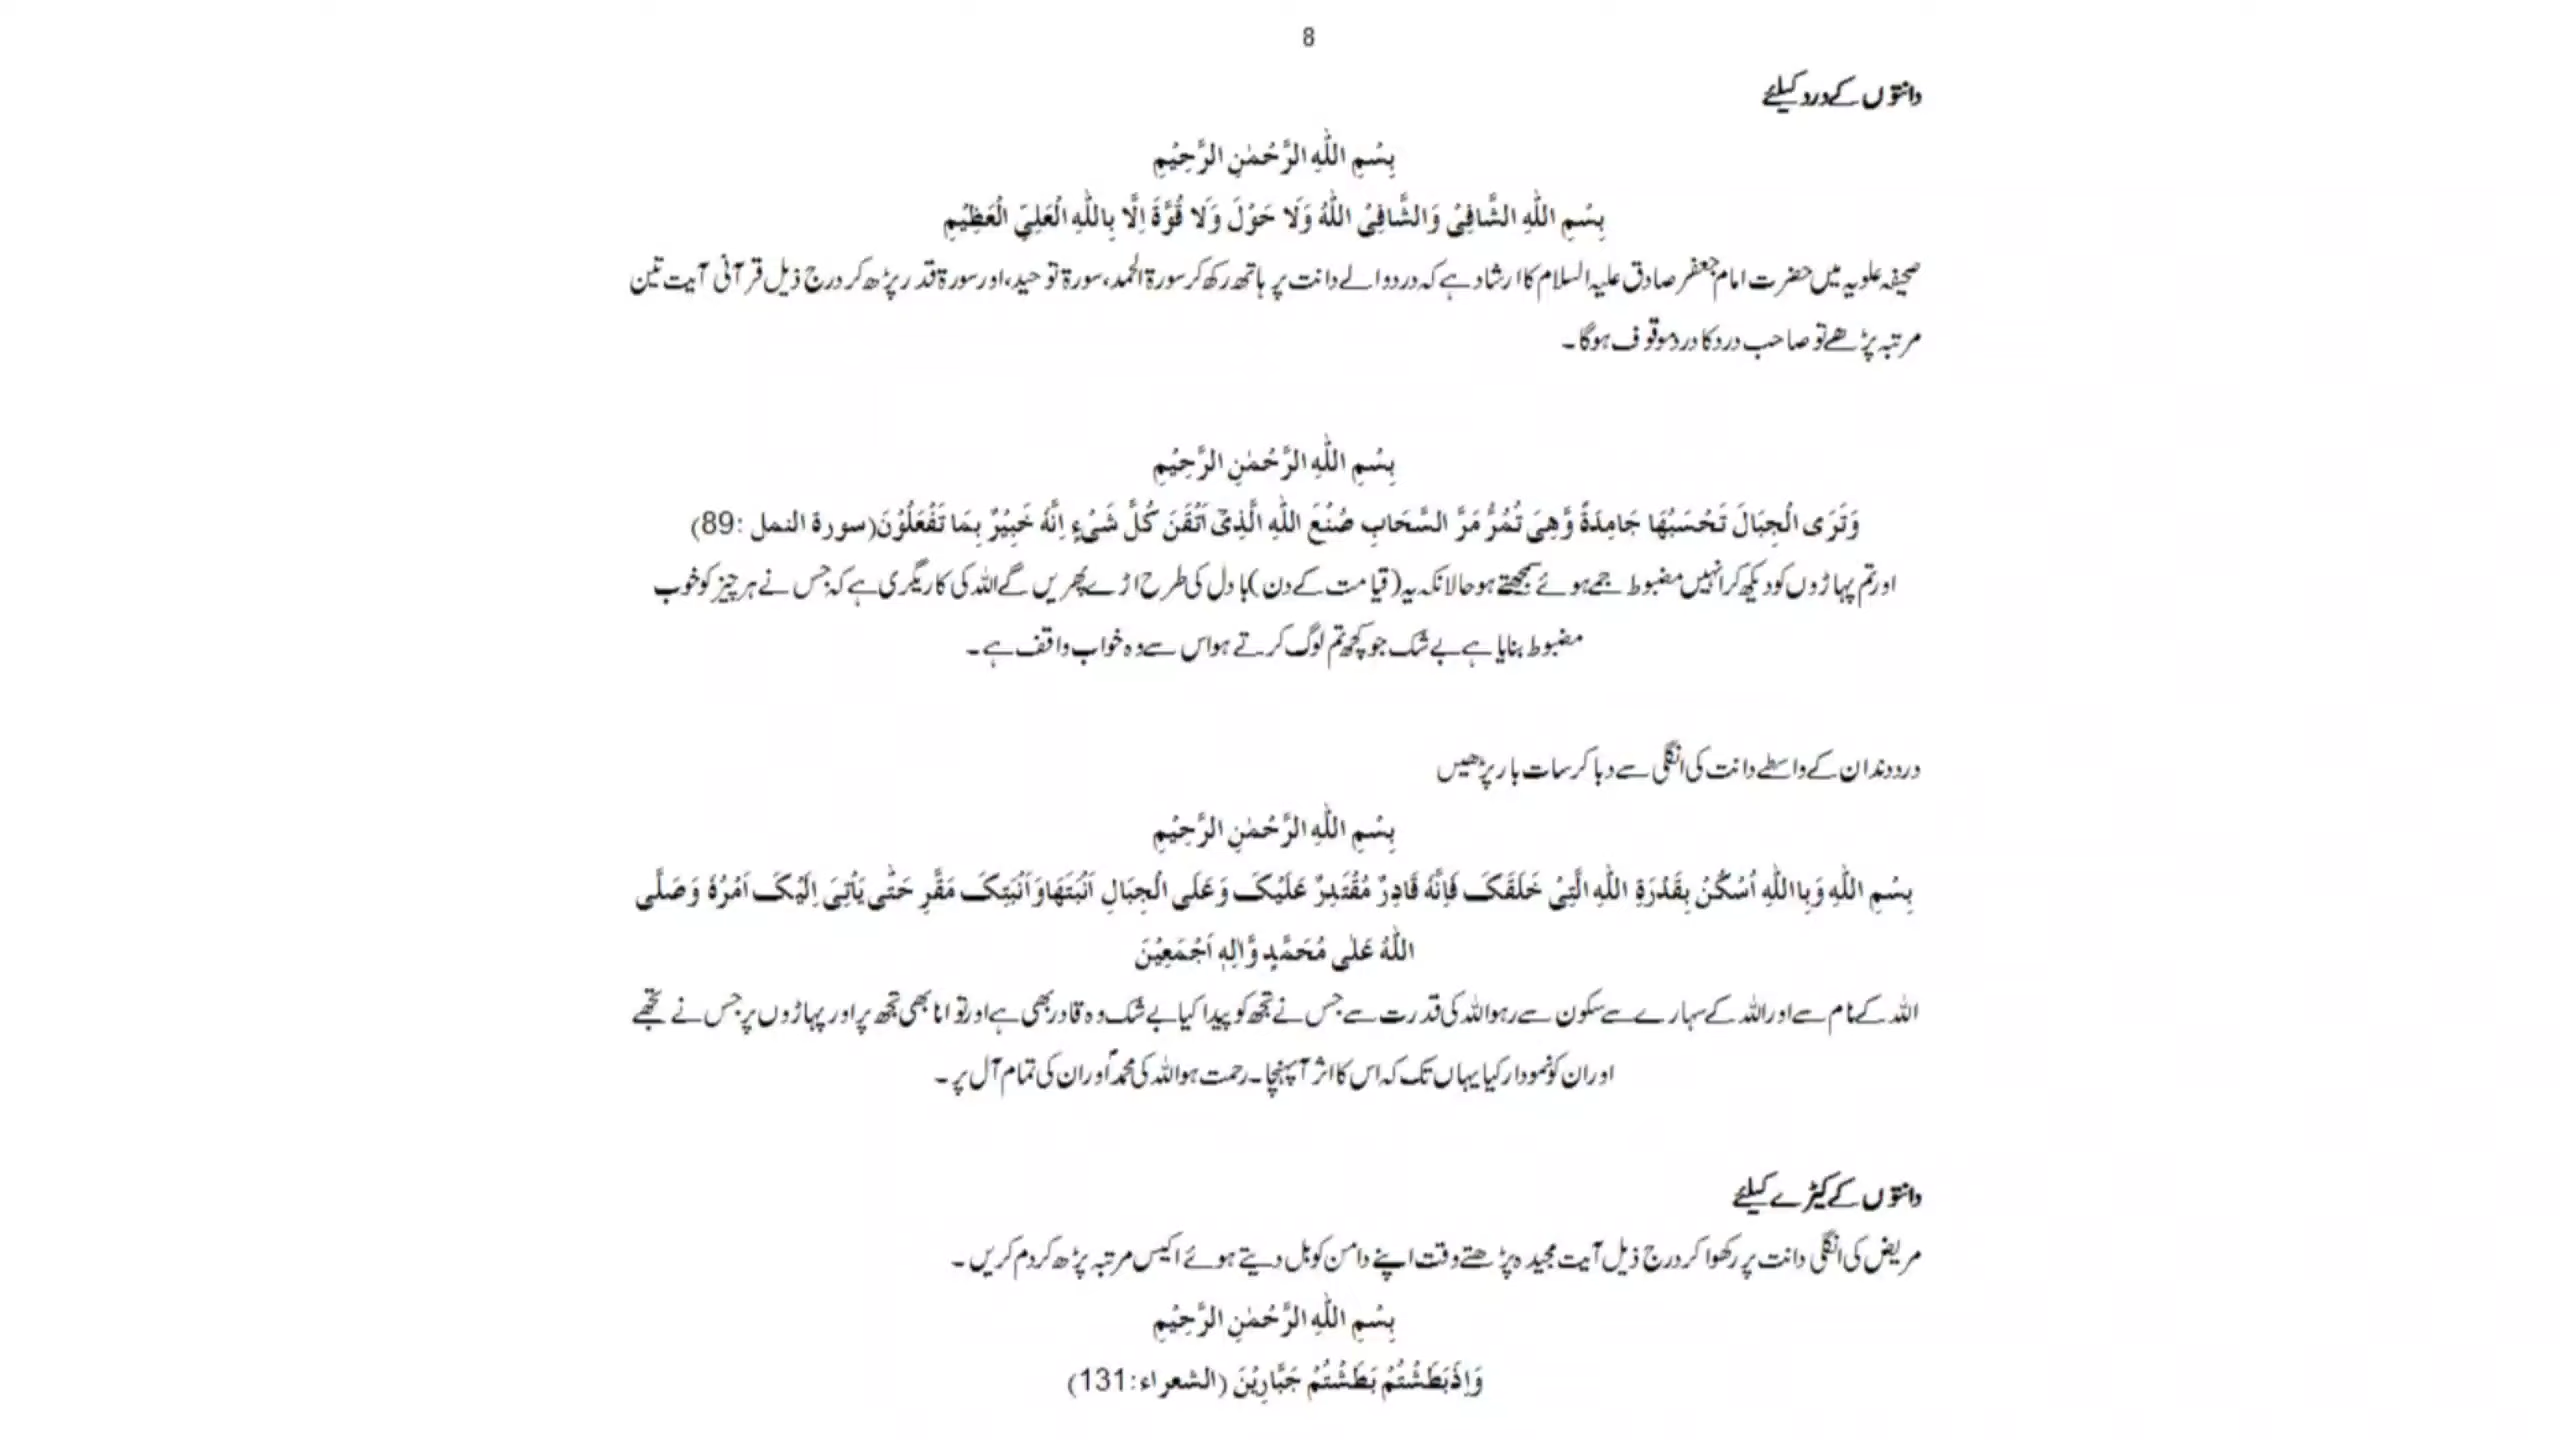 8
دانتوں کے درد کیلئے
بِسْمِ اللّٰهِ الرَّحْمٰنِ الرَّحِیْمِ
بِسْمِ اللّٰهِ الشَّافِیْ وَالشَّافِیْ اللّٰهُ وَلَا حَوْلَ وَلَا قُوَّةَ اِلَّا بِاللّٰهِ الْعَلِیِّ الْعَظِیْمِ
صحیفہ علویہ میں حضرت امام جعفر صادق علیہ السلام کا ارشاد ہے کہ درد والے دانت پر ہاتھ رکھ کر سورۃ الحمد، سورۃ توحید، اور سورۃ قدر پڑھ کر درج ذیل قرآنی آیت تین
مرتبہ پڑھے تو صاحب درد کا درد موقوف ہوگا۔
بِسْمِ اللّٰهِ الرَّحْمٰنِ الرَّحِیْمِ
وَتَرَی الْجِبَالَ تَحْسَبُهَا جَامِدَةً وَّهِیَ تُمُرُّ مَرَّ السَّحَابِ صُنْعَ اللّٰهِ الَّذِیْٓ اَتْقَنَ كُلَّ شَیْءٍ اِنَّهٗ خَبِیْرٌ بِمَا تَفْعَلُوْنَ (سورة النمل :89)
اور تم پہاڑوں کو دیکھ کر انہیں مضبوط جمے ہوئے سمجھتے ہو حالانکہ یہ (قیامت کے دن) بادل کی طرح اڑے پھریں گے اللہ کی کاریگری ہے کہ جس نے ہر چیز کو خوب
مضبوط بنایا ہے بے شک جو کچھ تم لوگ کرتے ہو اس سے وہ خواب واقف ہے۔
درد دندان کے واسطے دانت کی انگلی سے دبا کر سات بار پڑھیں
بِسْمِ اللّٰهِ الرَّحْمٰنِ الرَّحِیْمِ
بِسْمِ اللّٰهِ وَبِااللّٰهِ اُسْكُنْ بِقَدْرَةِ اللّٰهِ الَّتِیْ خَلَقَکَ فَاِنَّهٗ قَادِرٌ مُقْتَدِرٌ عَلَیْکَ وَعَلَی الْجِبَالِ اَنْبَتَهَا وَاَنْبَتِکَ مَقَّرِ حَتّٰی یَاْتِیَ اِلَیْکَ اَمْرُهٗ وَصَلَّی
اللّٰهُ عَلٰی مُحَمَّدٍ وَّاٰلِهٖ اَجْمَعِیْنَ
اللہ کے نام سے اور اللہ کے سہارے سے سکون سے رہو اللہ کی قدرت سے جس نے تجھ کو پیدا کیا بے شک وہ قادر بھی ہے اور توانا بھی تجھ پر اور پہاڑوں پر جس نے تجھے
اور ان کو نمودار کیا یہاں تک کہ اس کا اثر آ پہنچا۔ رحمت ہو اللہ کی محمدؐ اور ان کی تمام آل پر۔
دانتوں کے کیڑے کیلئے
مریض کی انگلی دانت پر رکھوا کر درج ذیل آیت مجیدہ پڑھتے وقت اپنے دامن کو بل دیتے ہوئے اکیس مرتبہ پڑھ کر دم کریں۔
بِسْمِ اللّٰهِ الرَّحْمٰنِ الرَّحِیْمِ
وَاِذَبَطَشْتُمْ بَطَشْتُمْ جَبَّارِیْنَ (الشعراء:131)